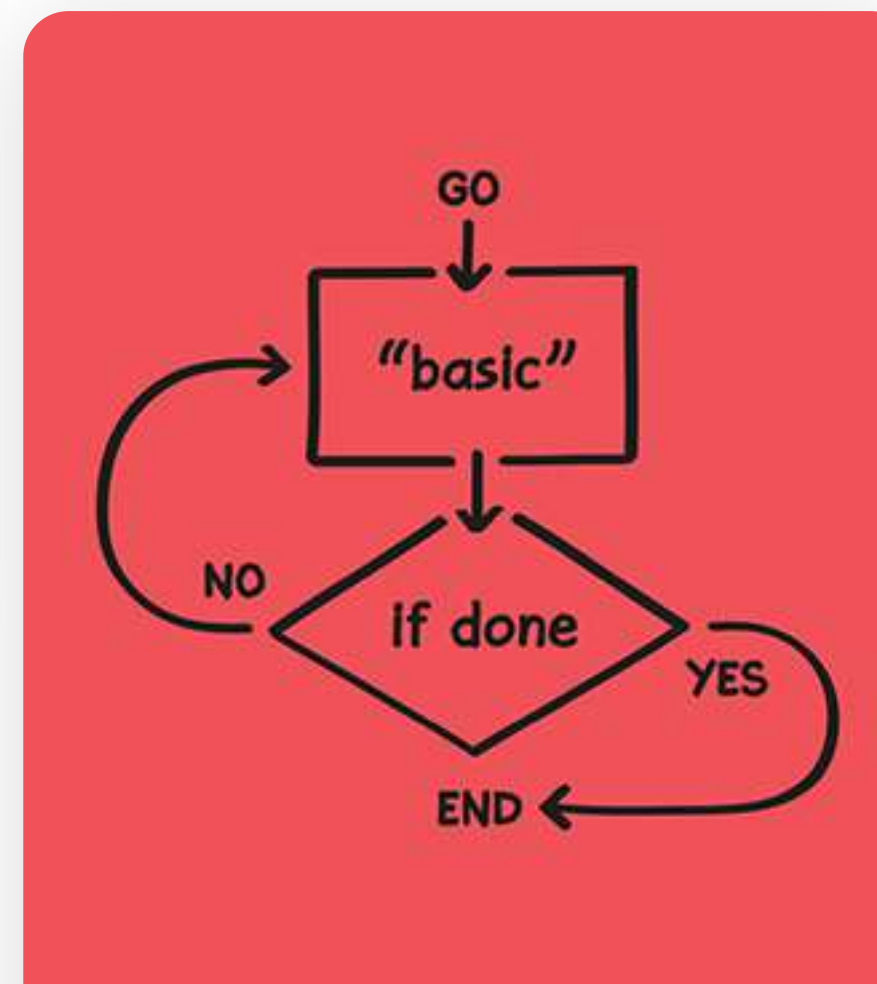 GO
“basic”
NO
if done
YES
END